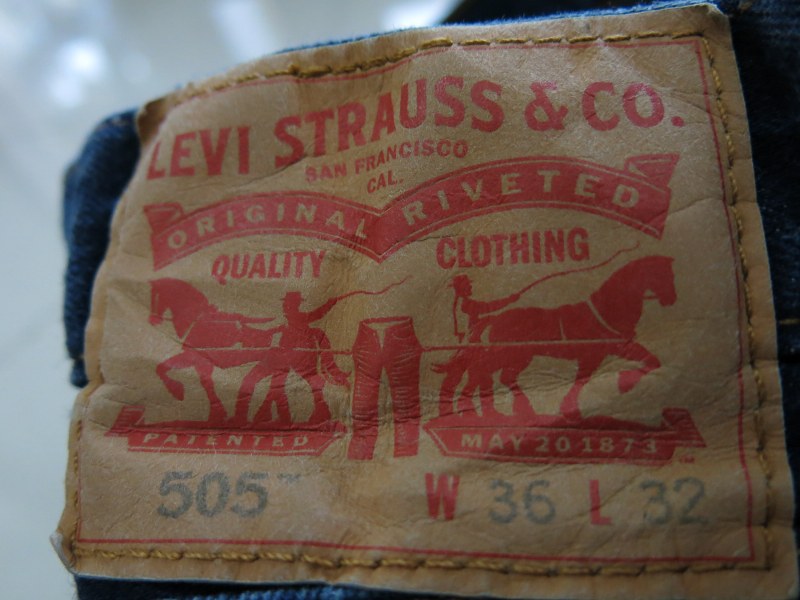 LEVI STRAUSS & CO.
SAN FRANCISCO
CAL.
ORIGINAL RIVETED
QUALITY CLOTHING
PATENTED MAY 20 1873
505™ W 36 L 32